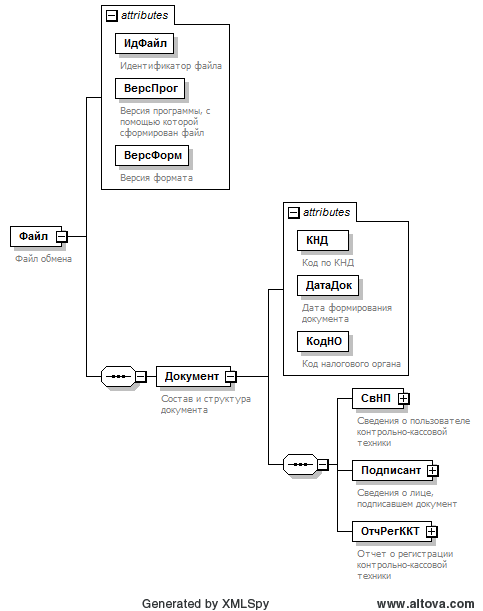 attributes
ИдФайл
Идентификатор файла
ВерсПрог
Версия программы, с
помощью которой
сформирован файл
ВерсФорм
Версия формата
Файл
Файл обмена
Документ
Состав и структура
документа
attributes
КНД
Код по КНД
ДатаДок
Дата формирования
документа
КодНО
Код налогового органа
СвНП
Сведения о пользователе
контрольно-кассовой
техники
Подписант
Сведения о лице,
подписавшем документ
ОтчРегККТ
Отчет о регистрации
контрольно-кассовой
техники
Generated by XMLSpy www.altova.com